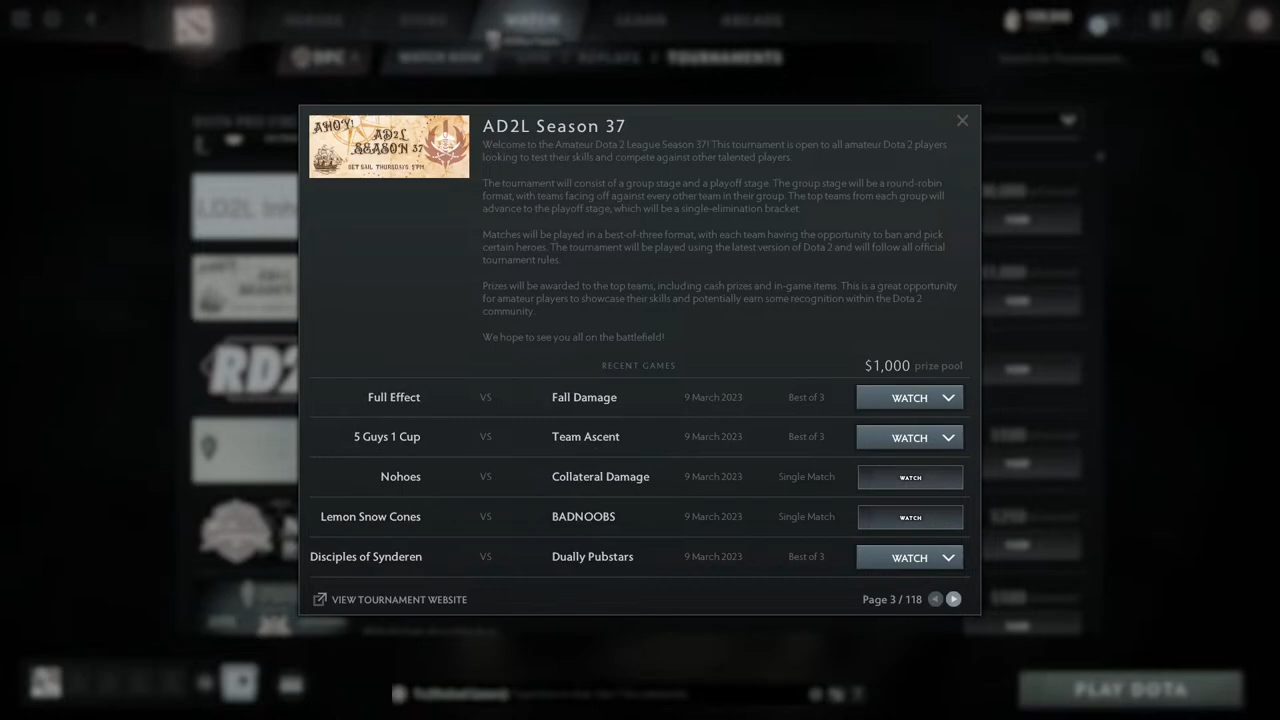 WATCH
LEARN
ARCADE
DPC
WATCH NOW
REPLAYS
TOURNAMENTS
AHOY!
AD2L
SEASON 37
SET SAIL THURSDAYS 9PM
AD2L Season 37
Welcome to the Amateur Dota 2 League Season 37! This tournament is open to all amateur Dota 2 players
looking to test their skills and compete against other talented players.
The tournament will consist of a group stage and a playoff stage. The group stage will be a round-robin
format, with teams facing off against every other team in their group. The top teams from each group will
advance to the playoff stage, which will be a single-elimination bracket.
Matches will be played in a best-of-three format, with each team having the opportunity to ban and pick
certain heroes. The tournament will be played using the latest version of Dota 2 and will follow all official
tournament rules.
Prizes will be awarded to the top teams, including cash prizes and in-game items. This is a great opportunity
for amateur players to showcase their skills and potentially earn some recognition within the Dota 2
community.
We hope to see you all on the battlefield!
RECENT GAMES $1,000 prize pool
Full Effect VS Fall Damage 9 March 2023 Best of 3 WATCH
5 Guys 1 Cup VS Team Ascent 9 March 2023 Best of 3 WATCH
Nohoes VS Collateral Damage 9 March 2023 Single Match WATCH
Lemon Snow Cones VS BADNOOBS 9 March 2023 Single Match WATCH
Disciples of Synderen VS Dually Pubstars 9 March 2023 Best of 3 WATCH
VIEW TOURNAMENT WEBSITE Page 3 / 118
LD2L
RD2
PLAY DOTA